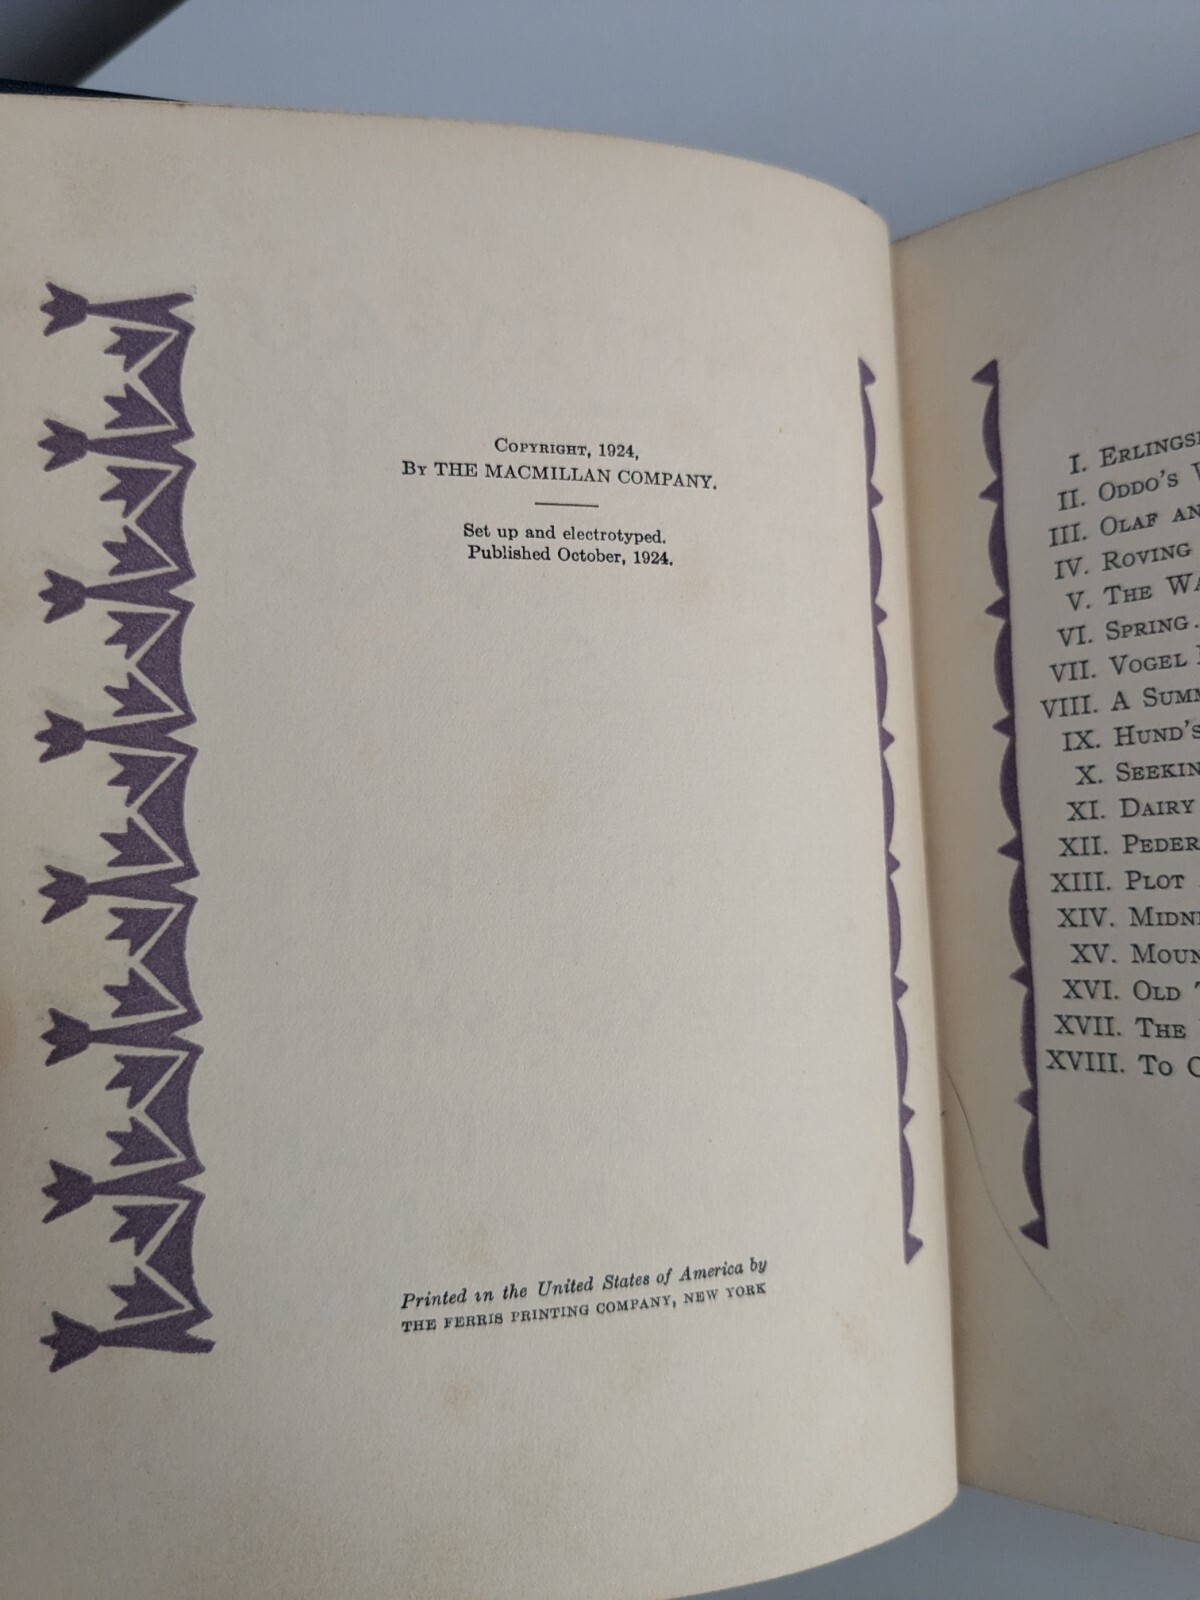 Copyright, 1924,
By THE MACMILLAN COMPANY.
Set up and electrotyped.
Published October, 1924.
Printed in the United States of America by
THE FERRIS PRINTING COMPANY, NEW YORK
I. Erlings
II. Oddo's
III. Olaf an
IV. Roving
V. The Wa
VI. Spring.
VII. Vogel
VIII. A Summ
IX. Hund's
X. Seekin
XI. Dairy
XII. Peder
XIII. Plot
XIV. Midn
XV. Moun
XVI. Old
XVII. The
XVIII. To